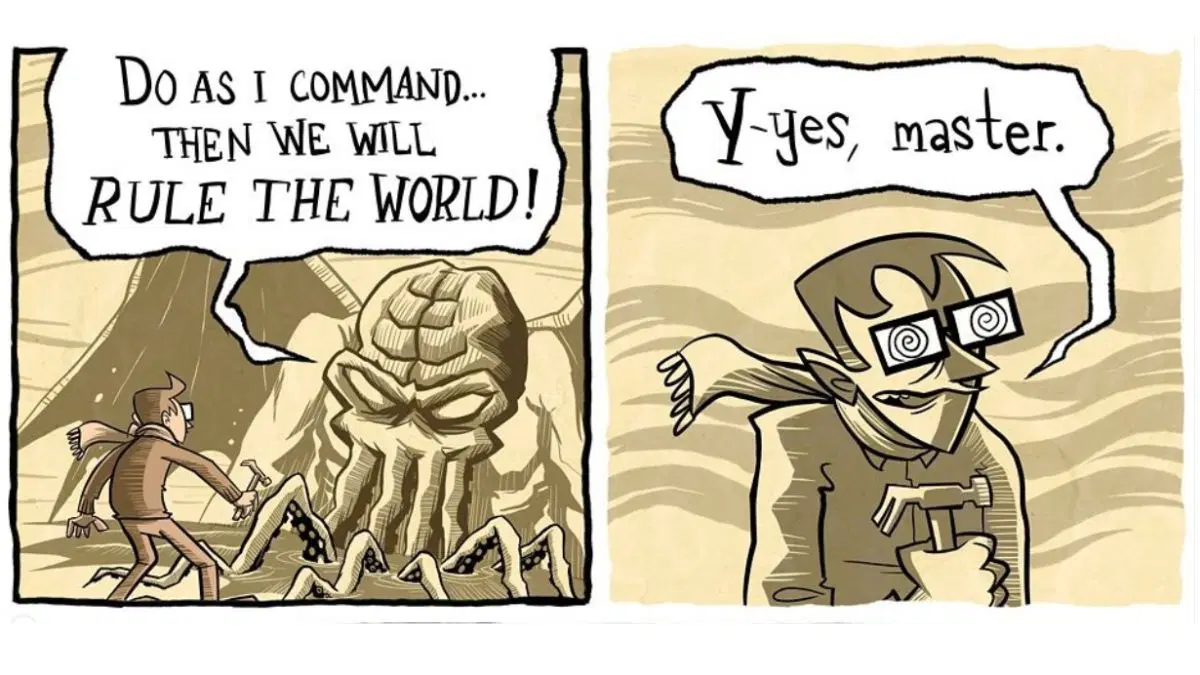 DO AS I COMMAND...
THEN WE WILL
RULE THE WORLD!
Y-yes, master.